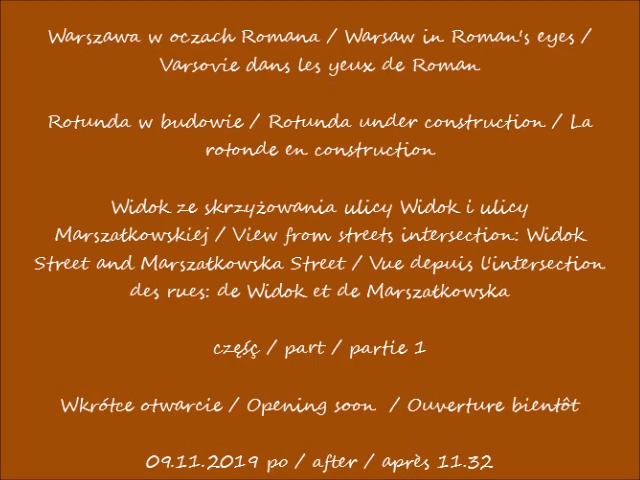 Warszawa w oczach Romana / Warsaw in Roman's eyes /
Varsovie dans les yeux de Roman
Rotunda w budowie / Rotunda under construction / La
rotonde en construction
Widok ze skrzyżowania ulicy Widok i ulicy
Marszałkowskiej / View from streets intersection: Widok
Street and Marszałkowska Street / Vue depuis l'intersection
des rues: de Widok et de Marszałkowska
część / part / partie 1
Wkrótce otwarcie / Opening soon / Ouverture bientôt
09.11.2019 po / after / après 11.32